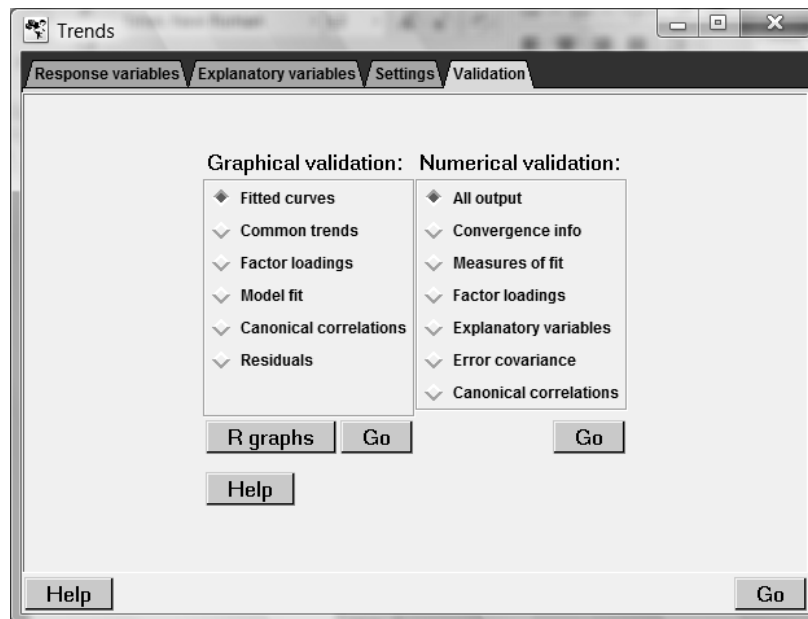 Trends
Response variables Explanatory variables Settings Validation
Graphical validation: Numerical validation:
Fitted curves
Common trends
Factor loadings
Model fit
Canonical correlations
Residuals
All output
Convergence info
Measures of fit
Factor loadings
Explanatory variables
Error covariance
Canonical correlations
R graphs Go Go
Help
Help Go